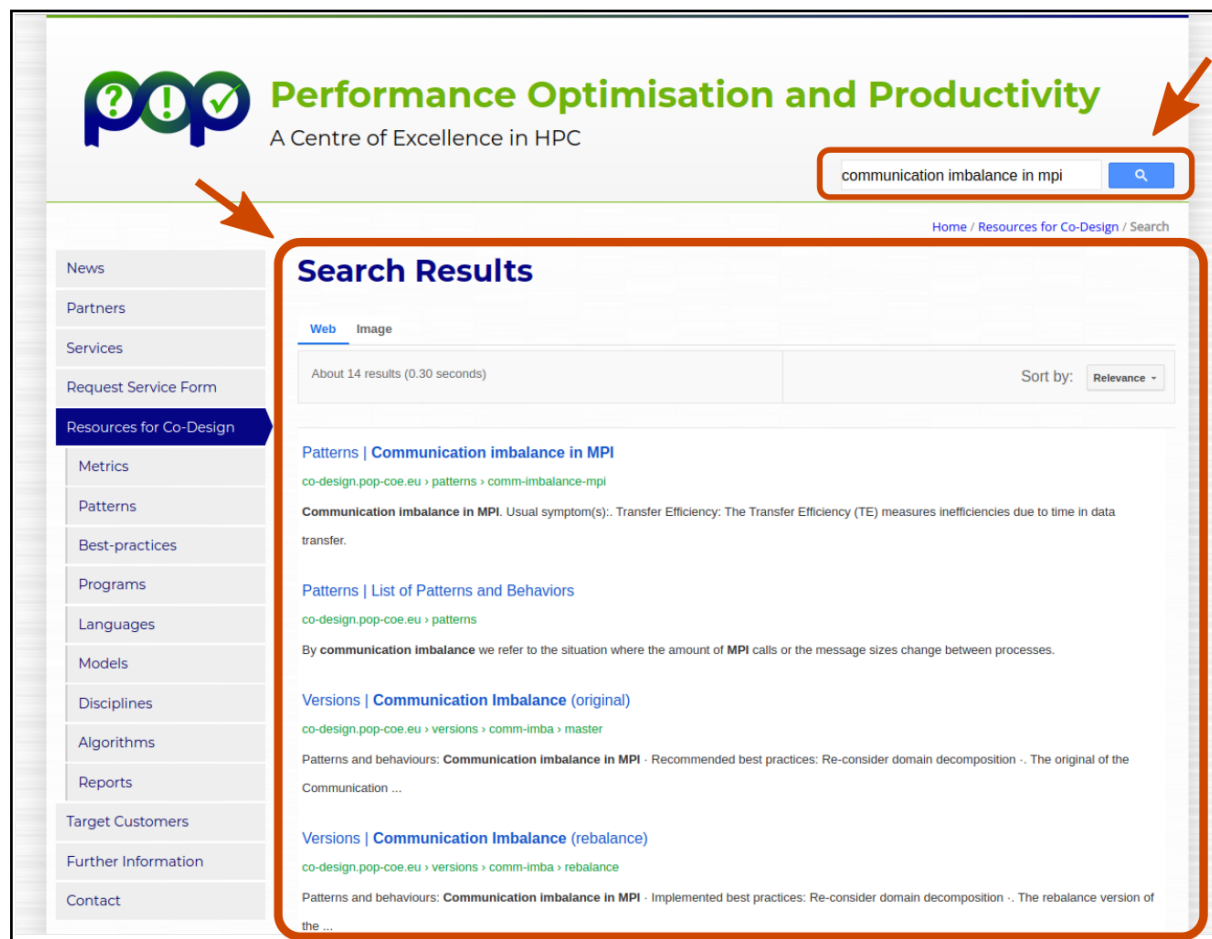 pop
Performance Optimisation and Productivity
A Centre of Excellence in HPC
communication imbalance in mpi
Home / Resources for Co-Design / Search
News
Partners
Services
Request Service Form
Resources for Co-Design
Metrics
Patterns
Best-practices
Programs
Languages
Models
Disciplines
Algorithms
Reports
Target Customers
Further Information
Contact
Search Results
Web Image
About 14 results (0.30 seconds)
Sort by: Relevance
Patterns | Communication imbalance in MPI
co-design.pop-coe.eu › patterns › comm-imbalance-mpi
Communication imbalance in MPI. Usual symptom(s):. Transfer Efficiency: The Transfer Efficiency (TE) measures inefficiencies due to time in data
transfer.
Patterns | List of Patterns and Behaviors
co-design.pop-coe.eu › patterns
By communication imbalance we refer to the situation where the amount of MPI calls or the message sizes change between processes.
Versions | Communication Imbalance (original)
co-design.pop-coe.eu › versions › comm-imba › master
Patterns and behaviours: Communication imbalance in MPI · Recommended best practices: Re-consider domain decomposition ·. The original of the
Communication ...
Versions | Communication Imbalance (rebalance)
co-design.pop-coe.eu › versions › comm-imba › rebalance
Patterns and behaviours: Communication imbalance in MPI · Implemented best practices: Re-consider domain decomposition ·. The rebalance version of
the ...